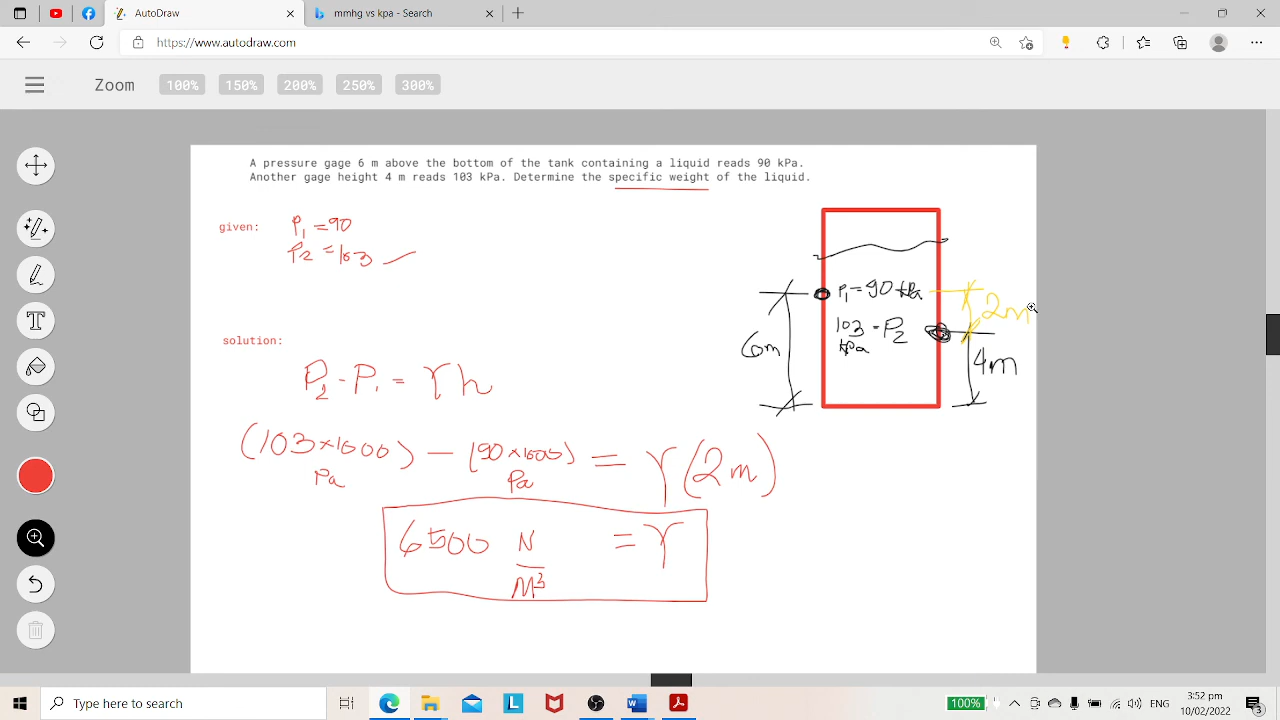 AutoDraw
mmhg vs kpa - Search
https://www.autodraw.com
Zoom 100% 150% 200% 250% 300%
A pressure gage 6 m above the bottom of the tank containing a liquid reads 90 kPa.
Another gage height 4 m reads 103 kPa. Determine the specific weight of the liquid.
given: P1 = 90
P2 = 103
P1 = 90 kPa
2m
103 = P2
kPa
6m
4m
solution:
P2 - P1 = γh
(103×1000) - (90×1000) = γ(2m)
Pa Pa
6500 N = γ
M3
Type here to search
100%
3:52 pm
10/02/2022
3